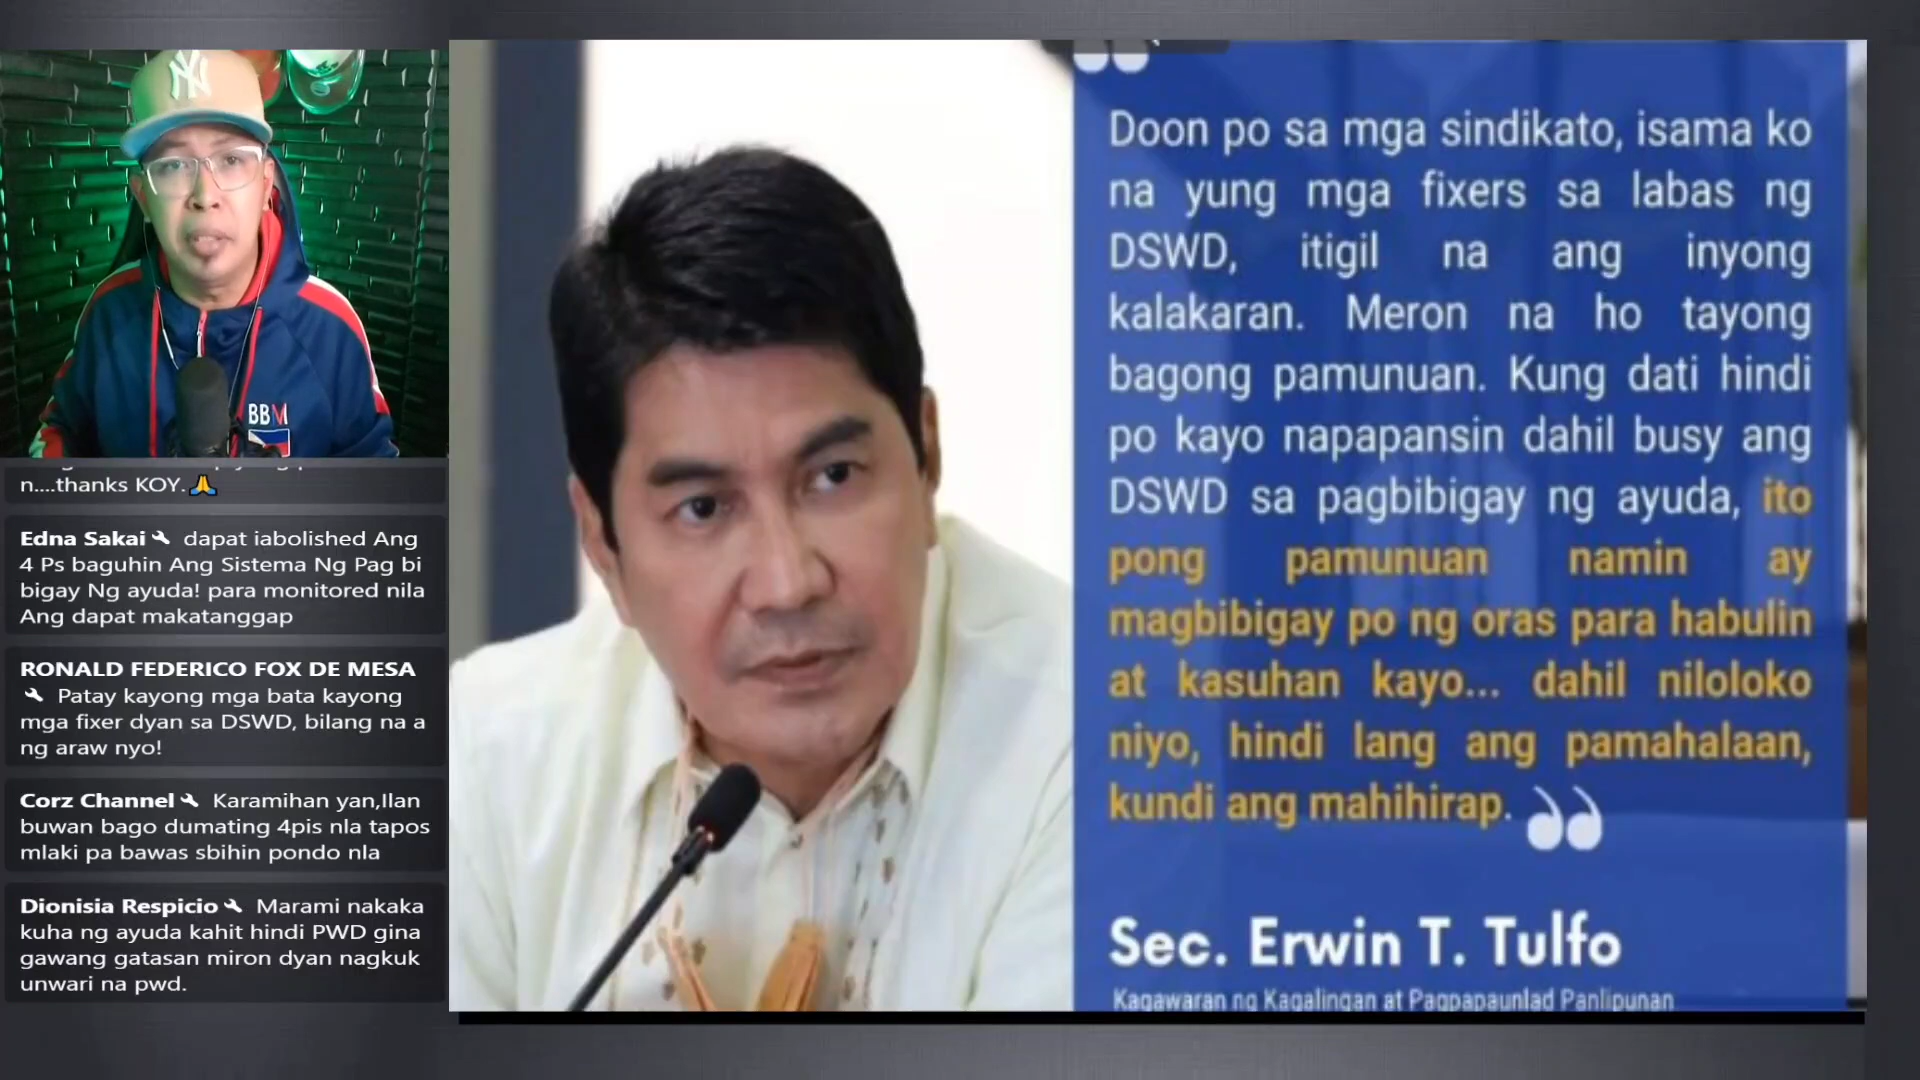 NY
BBM
n....thanks KOY.🙏
Edna Sakai dapat iabolished Ang
4 Ps baguhin Ang Sistema Ng Pag bi
bigay Ng ayuda! para monitored nila
Ang dapat makatanggap
RONALD FEDERICO FOX DE MESA
Patay kayong mga bata kayong
mga fixer dyan sa DSWD, bilang na a
ng araw nyo!
Corz Channel Karamihan yan,Ilan
buwan bago dumating 4pis nla tapos
mlaki pa bawas sbihin pondo nla
Dionisia Respicio Marami nakaka
kuha ng ayuda kahit hindi PWD gina
gawang gatasan miron dyan nagkuk
unwari na pwd.
Doon po sa mga sindikato, isama ko
na yung mga fixers sa labas ng
DSWD, itigil na ang inyong
kalakaran. Meron na ho tayong
bagong pamunuan. Kung dati hindi
po kayo napapansin dahil busy ang
DSWD sa pagbibigay ng ayuda, ito
pong pamunuan namin ay
magbibigay po ng oras para habulin
at kasuhan kayo... dahil niloloko
niyo, hindi lang ang pamahalaan,
kundi ang mahihirap.
Sec. Erwin T. Tulfo
Kagawaran ng Kagalingan at Pagpapaunlad Panlipunan